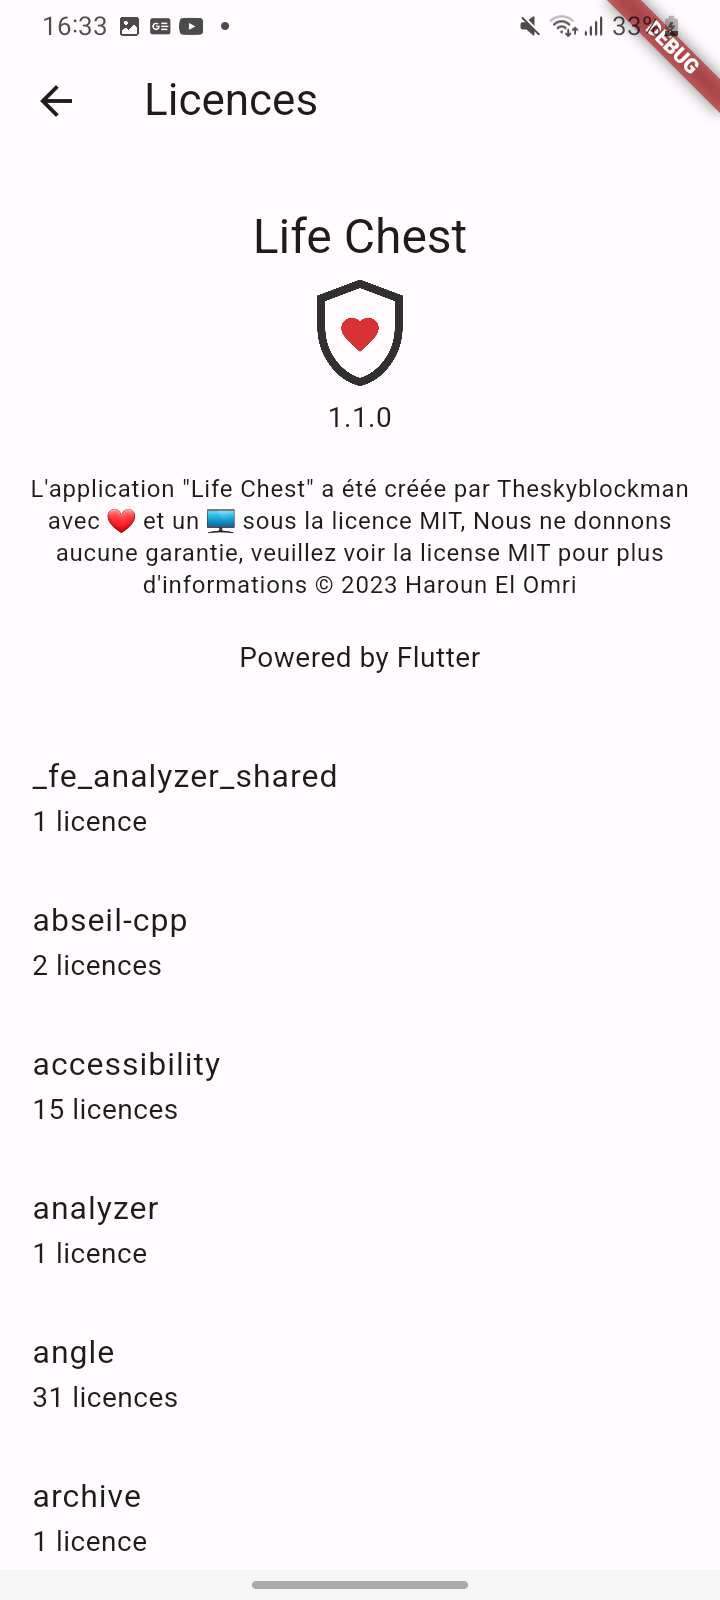 16:33
33%
DEBUG
Licences
Life Chest
1.1.0
L'application "Life Chest" a été créée par Theskyblockman
avec ❤️ et un 🖥️ sous la licence MIT, Nous ne donnons
aucune garantie, veuillez voir la license MIT pour plus
d'informations © 2023 Haroun El Omri
Powered by Flutter
_fe_analyzer_shared
1 licence
abseil-cpp
2 licences
accessibility
15 licences
analyzer
1 licence
angle
31 licences
archive
1 licence